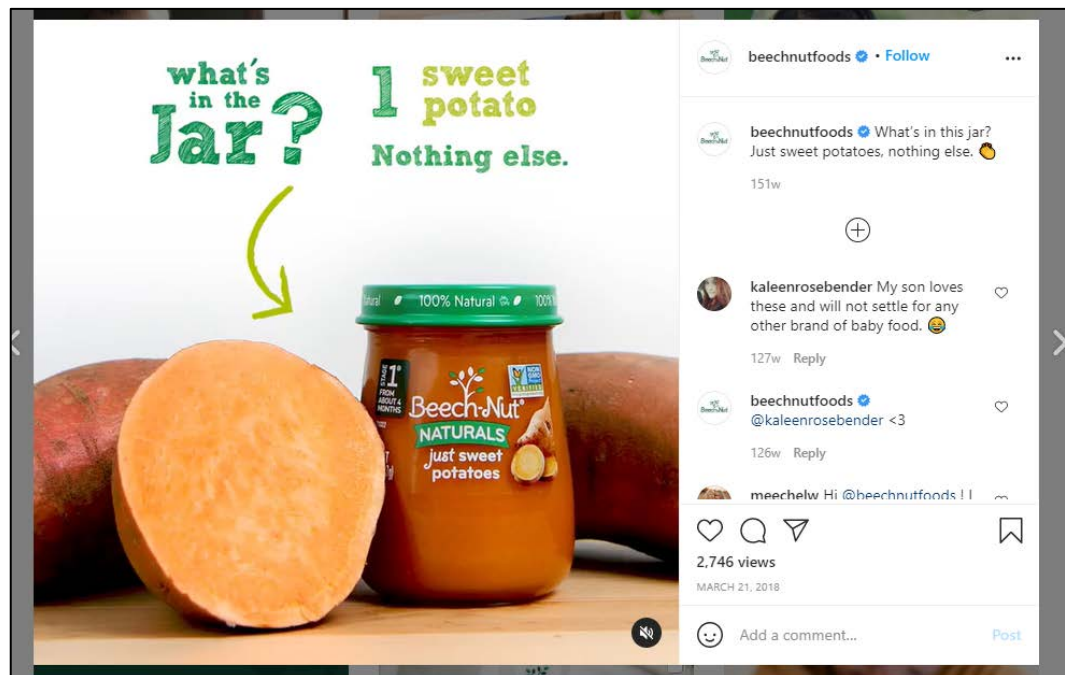 what's
in the
Jar?
1 sweet
potato
Nothing else.
100% Natural
STAGE 1
FROM
ABOUT 4
MONTHS
NON
GMO
VERIFIED
Beech-Nut®
NATURALS
just sweet
potatoes
beechnutfoods • Follow
beechnutfoods What's in this jar?
Just sweet potatoes, nothing else. 👏
151w
kaleenrosebender My son loves
these and will not settle for any
other brand of baby food. 😂
127w Reply
beechnutfoods
@kaleenrosebender <3
126w Reply
meechelw Hi @beechnutfoods ! I
2,746 views
MARCH 21, 2018
Add a comment...
Post